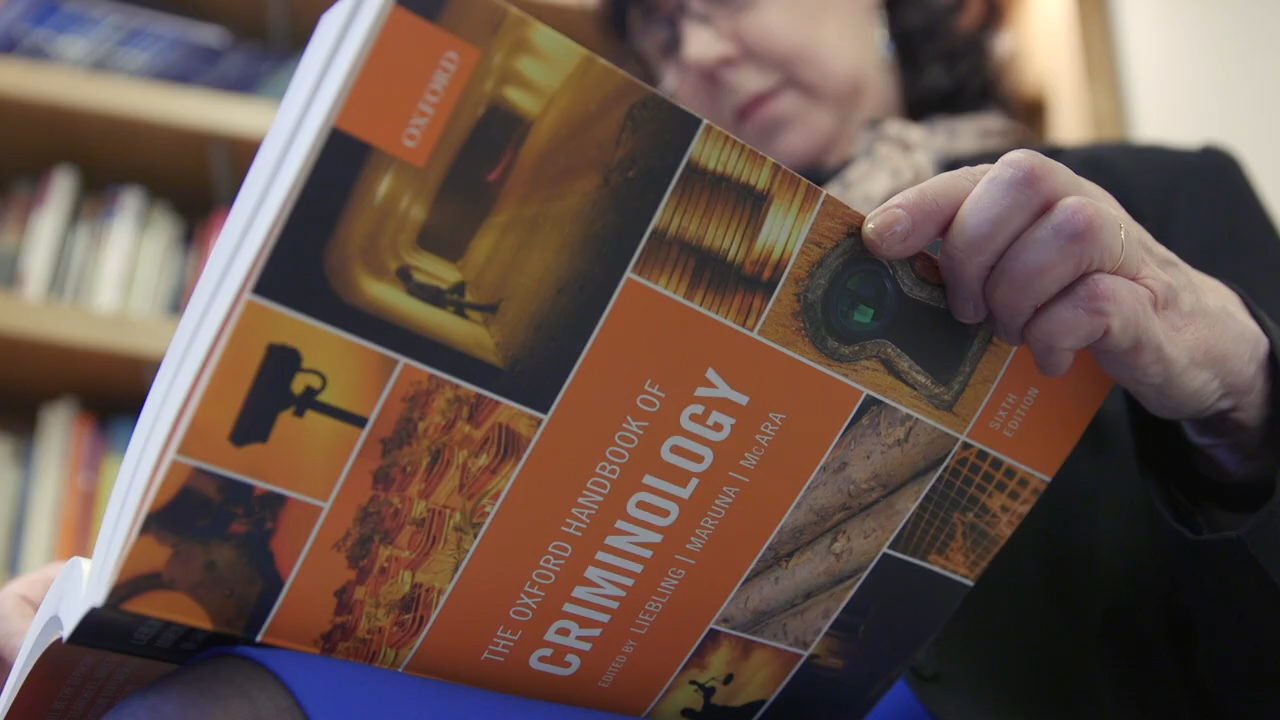 OXFORD
THE OXFORD HANDBOOK OF
CRIMINOLOGY
EDITED BY LIEBLING | MARUNA | McARA
SIXTH
EDITION